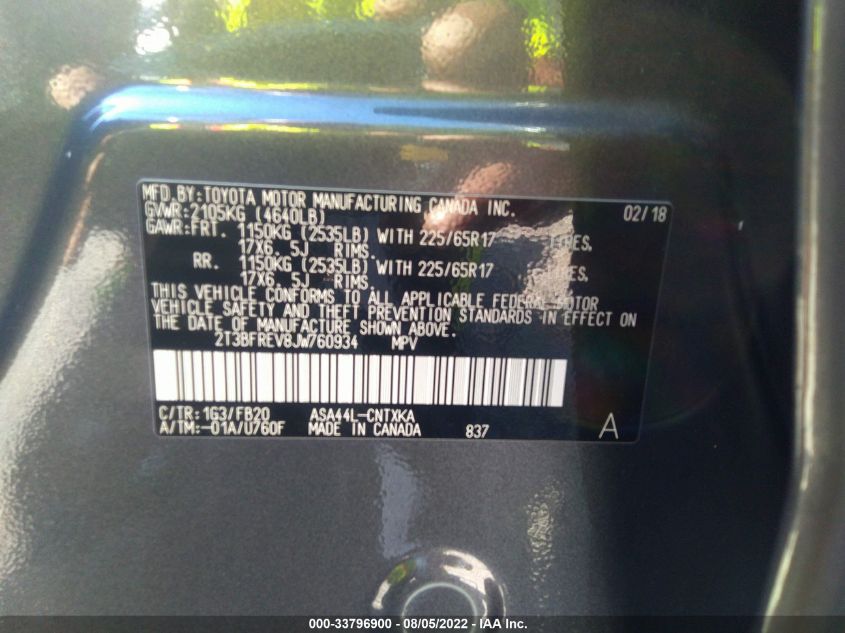 MFD. BY: TOYOTA MOTOR MANUFACTURING CANADA INC. 02/18
GVWR: 2105KG (4640LB)
GAWR: FRT. 1150KG (2535LB) WITH 225/65R17 TIRES,
17X6. 5J RIMS.
RR. 1150KG (2535LB) WITH 225/65R17 TIRES,
17X6. 5J RIMS.
THIS VEHICLE CONFORMS TO ALL APPLICABLE FEDERAL MOTOR
VEHICLE SAFETY AND THEFT PREVENTION STANDARDS IN EFFECT ON
THE DATE OF MANUFACTURE SHOWN ABOVE.
2T3BFREV8JW760934 MPV
C/TR: 1G3/FB20 ASA44L-CNTXKA
A/TM:-01A/U760F MADE IN CANADA 837 A
000-33796900 - 08/05/2022 - IAA Inc.